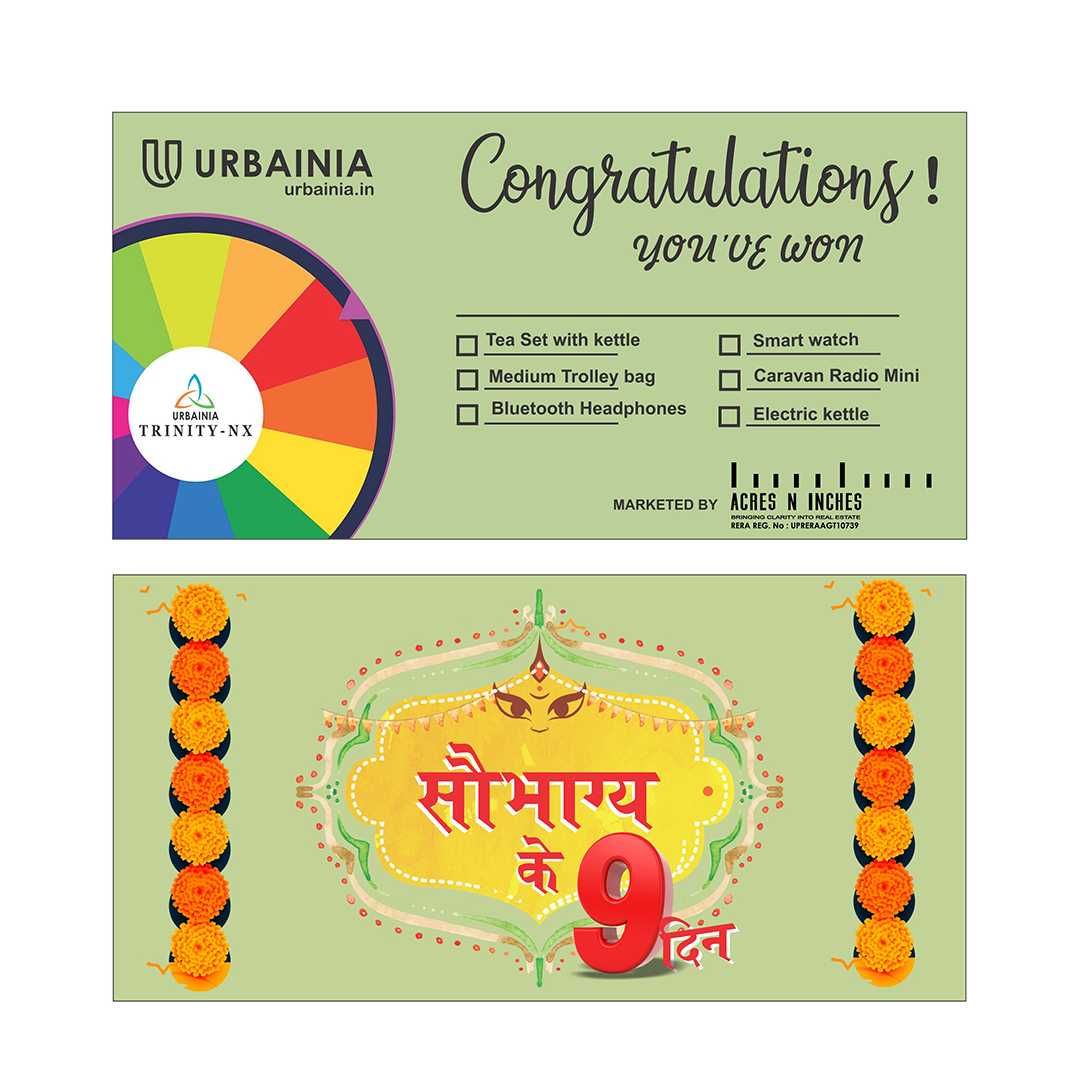 URBAINIA
urbainia.in
Congratulations !
YOU'VE WON
Tea Set with kettle
Medium Trolley bag
Bluetooth Headphones
Smart watch
Caravan Radio Mini
Electric kettle
URBAINIA
TRINITY-NX
MARKETED BY
ACRES N INCHES
BRINGING CLARITY INTO REAL ESTATE
RERA REG. No : UPRERAAGT10739
सौभाग्य
के 9 दिन